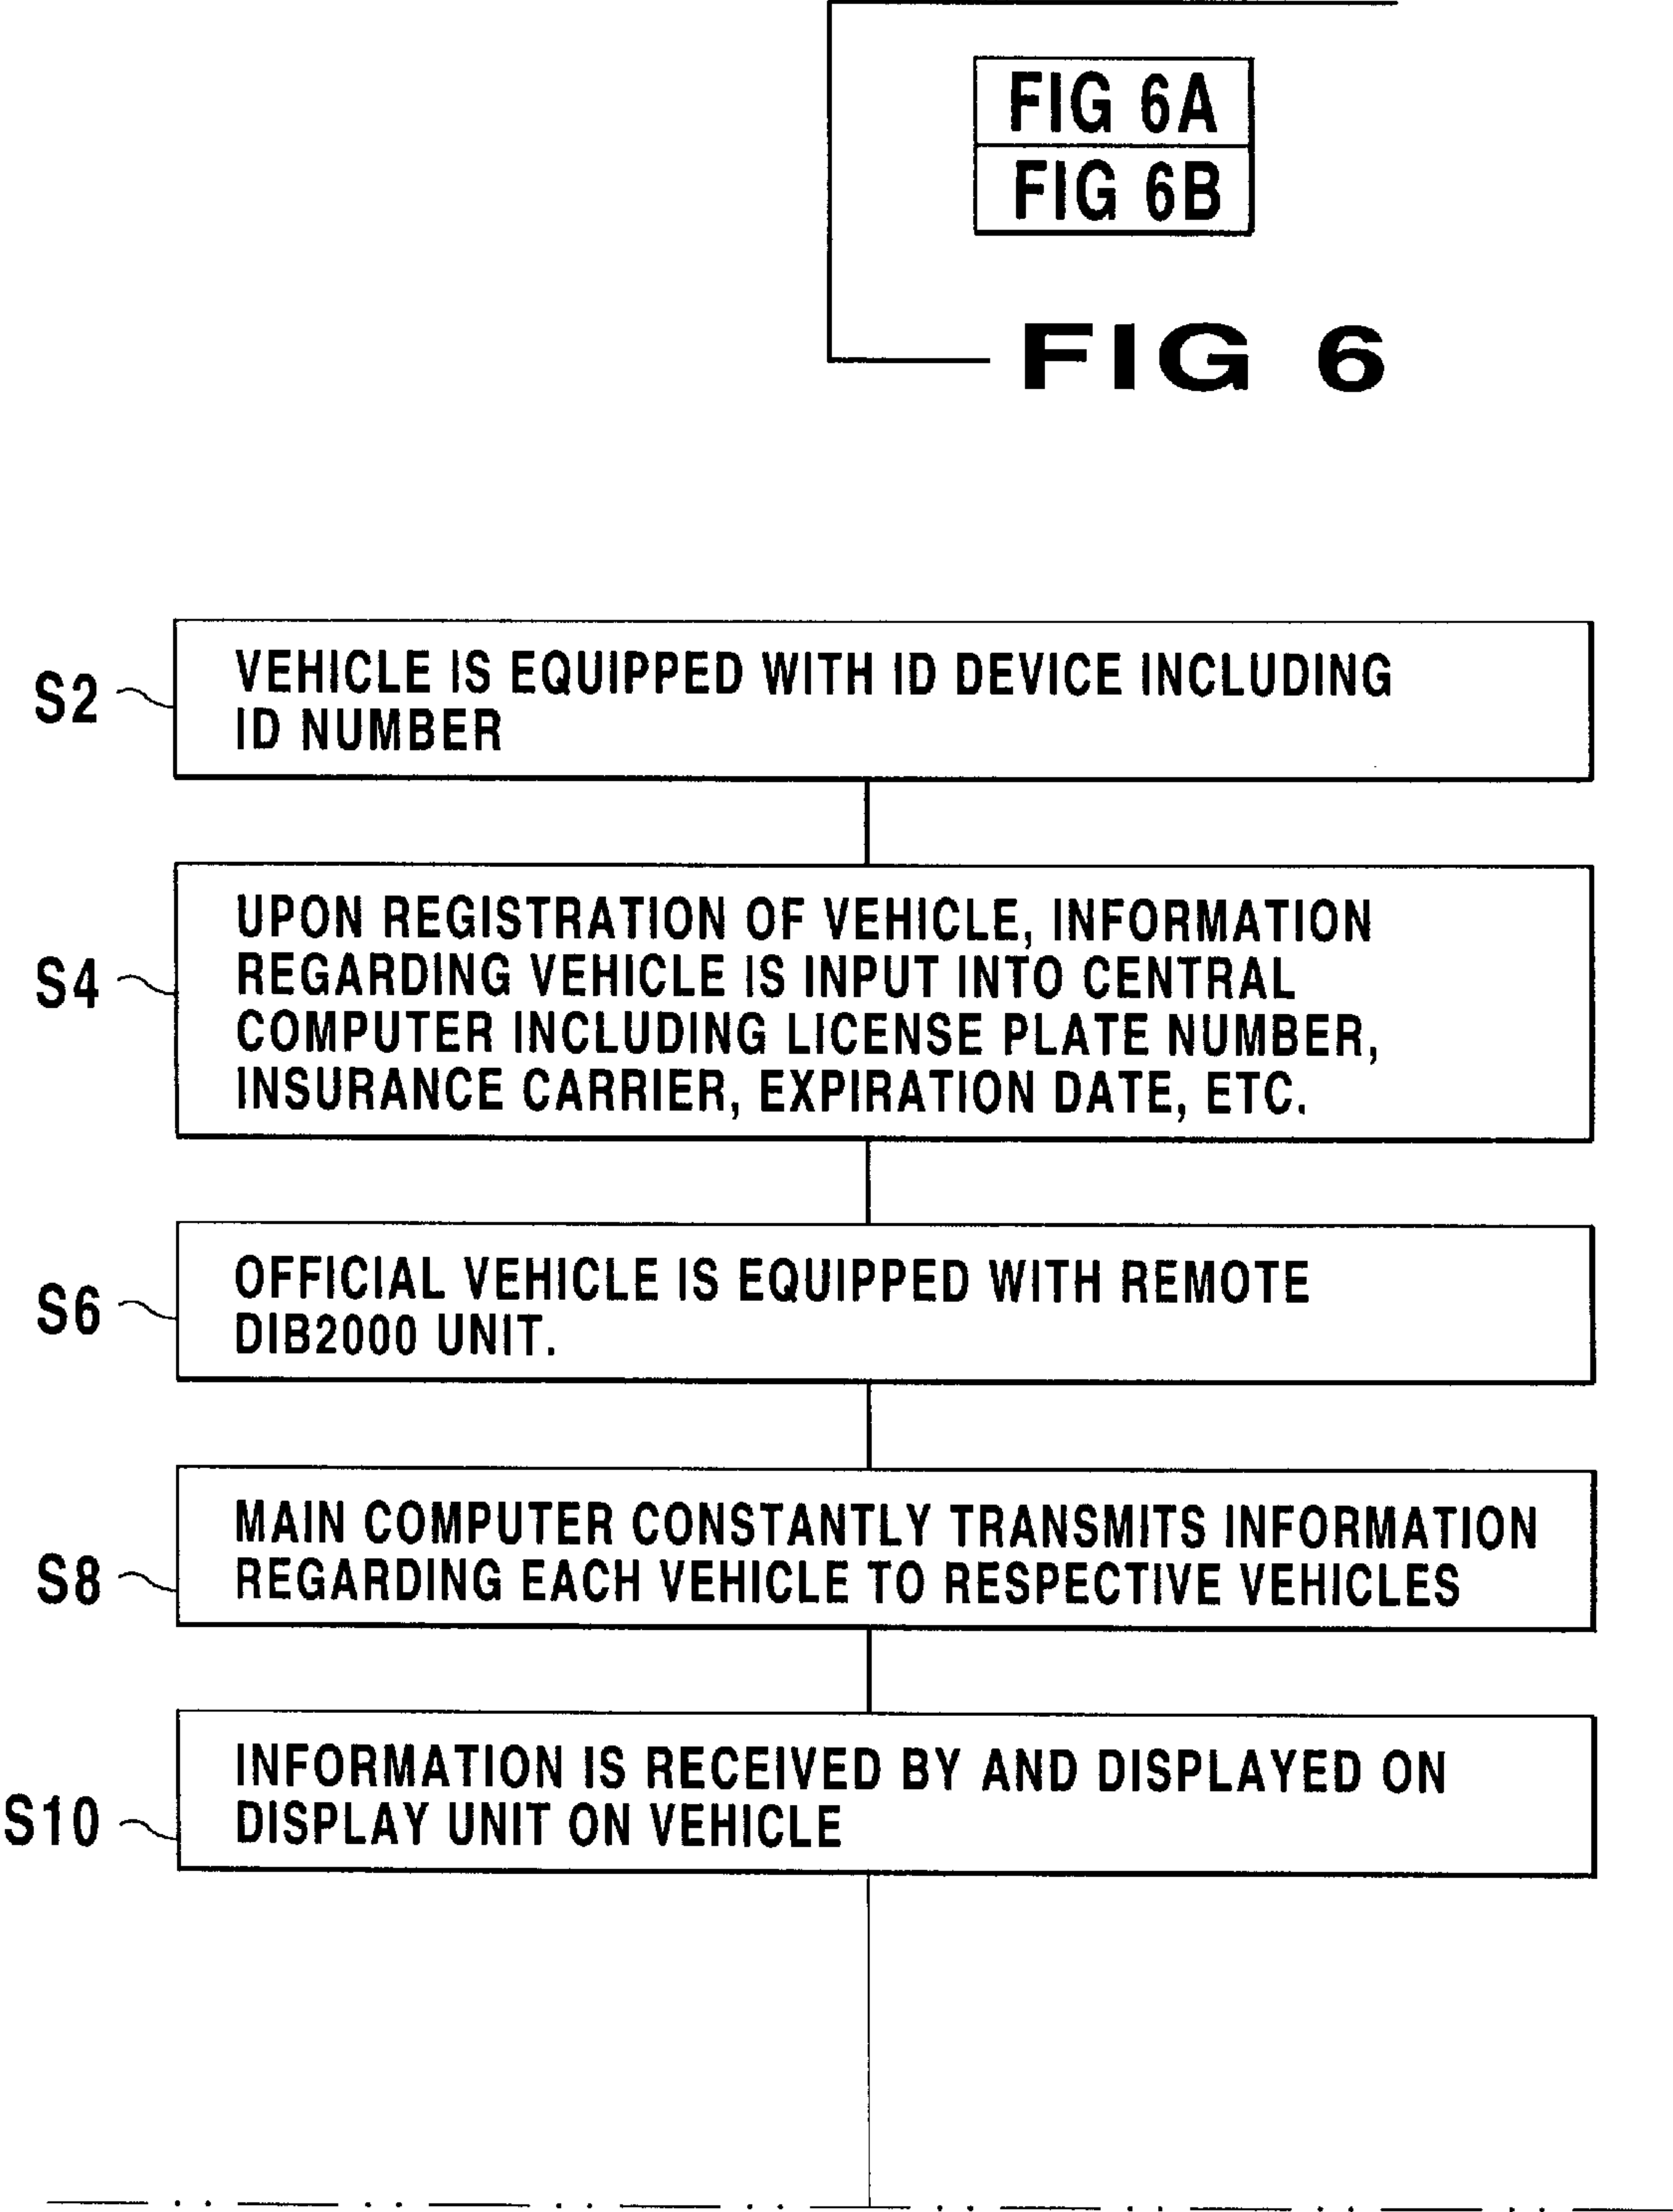 FIG 6A
FIG 6B
FIG 6
S2
VEHICLE IS EQUIPPED WITH ID DEVICE INCLUDING
ID NUMBER
S4
UPON REGISTRATION OF VEHICLE, INFORMATION
REGARDING VEHICLE IS INPUT INTO CENTRAL
COMPUTER INCLUDING LICENSE PLATE NUMBER,
INSURANCE CARRIER, EXPIRATION DATE, ETC.
S6
OFFICIAL VEHICLE IS EQUIPPED WITH REMOTE
DIB2000 UNIT.
S8
MAIN COMPUTER CONSTANTLY TRANSMITS INFORMATION
REGARDING EACH VEHICLE TO RESPECTIVE VEHICLES
S10
INFORMATION IS RECEIVED BY AND DISPLAYED ON
DISPLAY UNIT ON VEHICLE